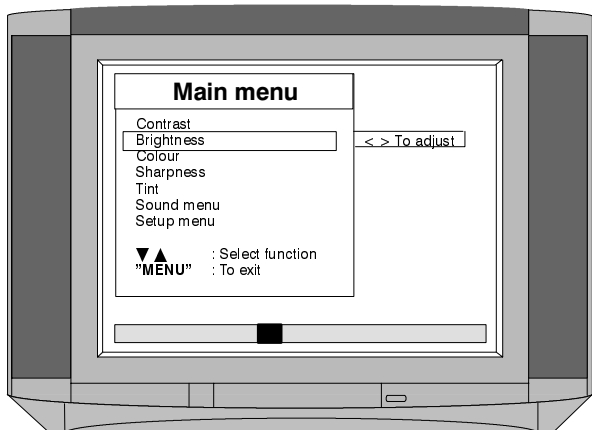 Main menu
Contrast
Brightness
< > To adjust
Colour
Sharpness
Tint
Sound menu
Setup menu
▼ ▲ : Select function
”MENU” : To exit